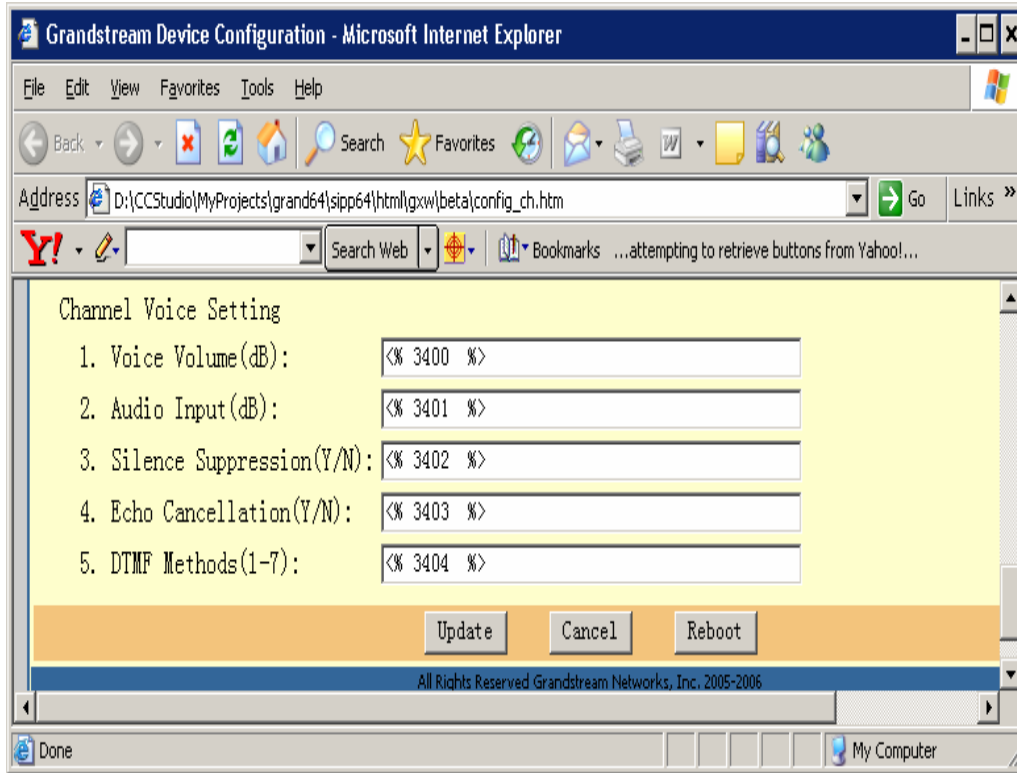 Grandstream Device Configuration - Microsoft Internet Explorer
File Edit View Favorites Tools Help
Back Search Favorites W
Address D:\CCStudio\MyProjects\grand64\sipp64\html\gxw\beta\config_ch.htm Go Links »
Y! Search Web Bookmarks ...attempting to retrieve buttons from Yahoo!...
Channel Voice Setting
1. Voice Volume(dB): <% 3400 %>
2. Audio Input(dB): <% 3401 %>
3. Silence Suppression(Y/N): <% 3402 %>
4. Echo Cancellation(Y/N): <% 3403 %>
5. DTMF Methods(1-7): <% 3404 %>
Update Cancel Reboot
All Rights Reserved Grandstream Networks, Inc. 2005-2006
Done My Computer